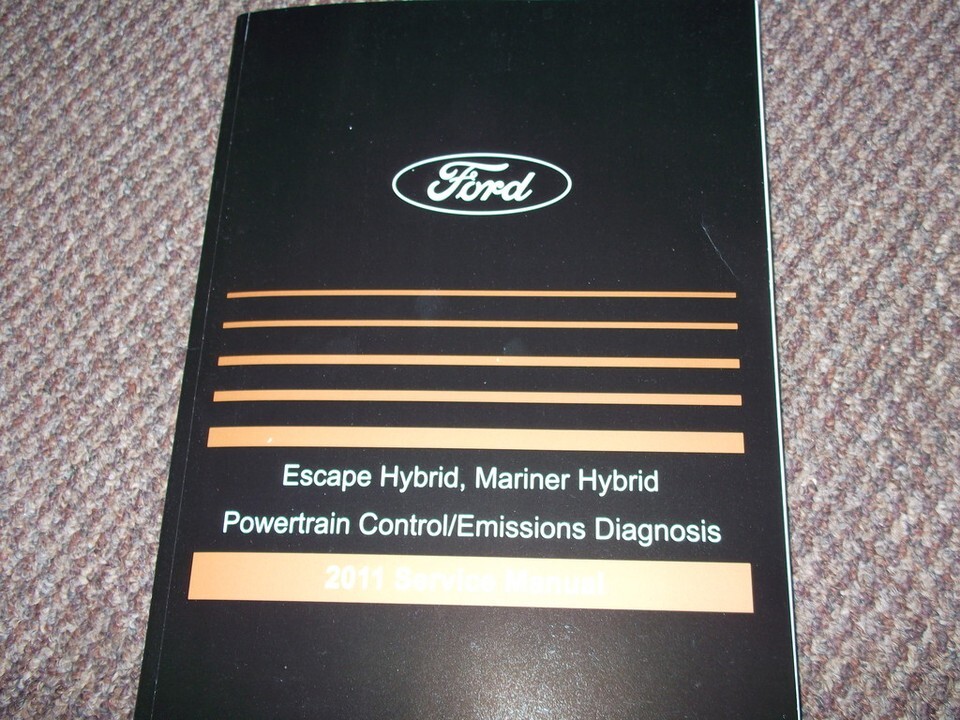 Ford
Escape Hybrid, Mariner Hybrid
Powertrain Control/Emissions Diagnosis
2011 Service Manual